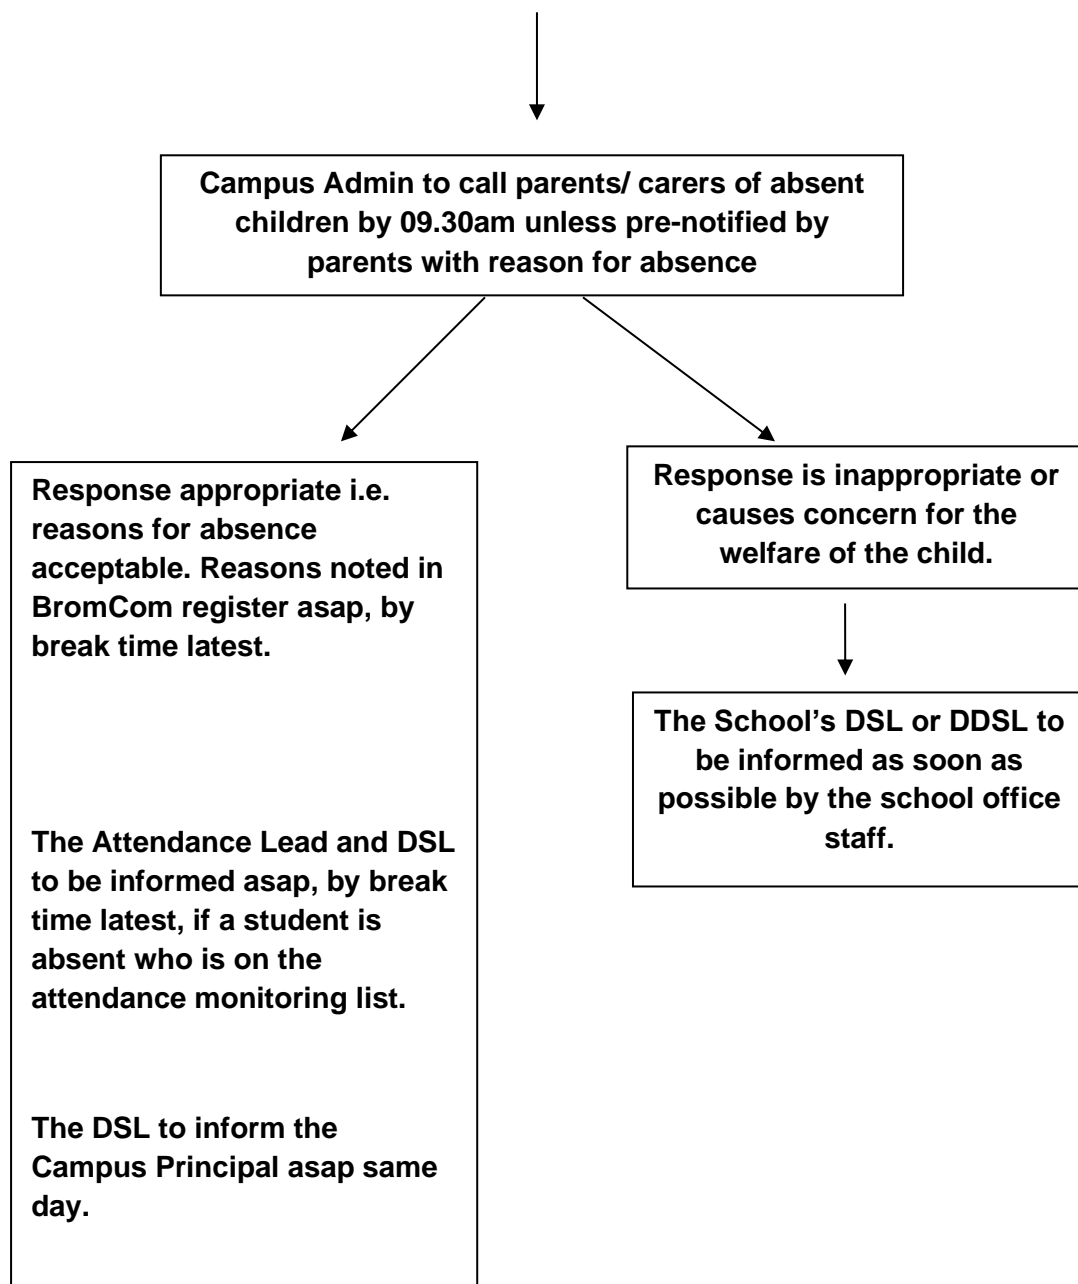 Campus Admin to call parents/ carers of absent
children by 09.30am unless pre-notified by
parents with reason for absence
Response appropriate i.e.
reasons for absence
acceptable. Reasons noted in
BromCom register asap, by
break time latest.
The Attendance Lead and DSL
to be informed asap, by break
time latest, if a student is
absent who is on the
attendance monitoring list.
The DSL to inform the
Campus Principal asap same
day.
Response is inappropriate or
causes concern for the
welfare of the child.
The School’s DSL or DDSL to
be informed as soon as
possible by the school office
staff.